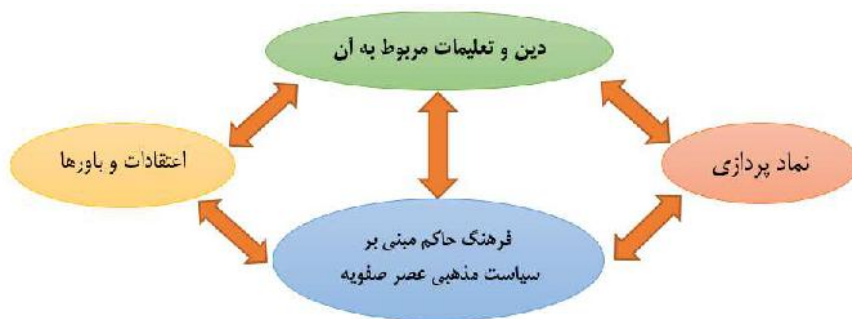 دین و تعلیمات مربوط به آن
نماد پردازی
اعتقادات و باورها
فرهنگ حاکم مبنی بر
سیاست مذهبی عصر صفویه